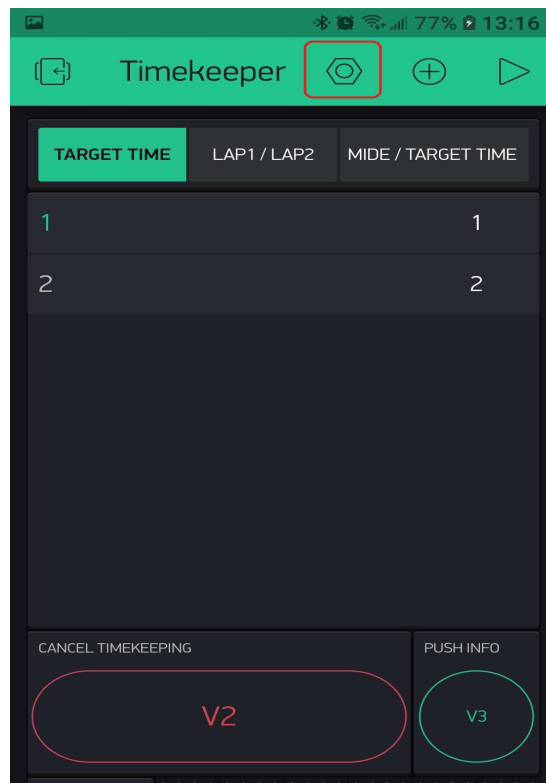 77% 13:16
Timekeeper
TARGET TIME LAP1 / LAP2 MIDE / TARGET TIME
1 1
2 2
CANCEL TIMEKEEPING PUSH INFO
V2 V3